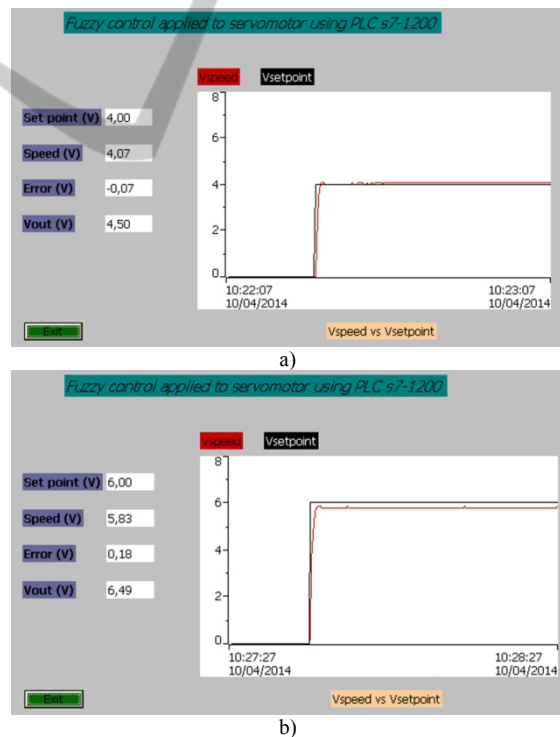 Fuzzy control applied to servomotor using PLC s7-1200
Vspeed Vsetpoint
8
6
4
2
0
Set point (V) 4,00
Speed (V) 4,07
Error (V) -0,07
Vout (V) 4,50
10:22:07 10:23:07
10/04/2014 10/04/2014
Exit
Vspeed vs Vsetpoint
a)
Fuzzy control applied to servomotor using PLC s7-1200
Vspeed Vsetpoint
8
6
4
2
0
Set point (V) 6,00
Speed (V) 5,83
Error (V) 0,18
Vout (V) 6,49
10:27:27 10:28:27
10/04/2014 10/04/2014
Exit
Vspeed vs Vsetpoint
b)